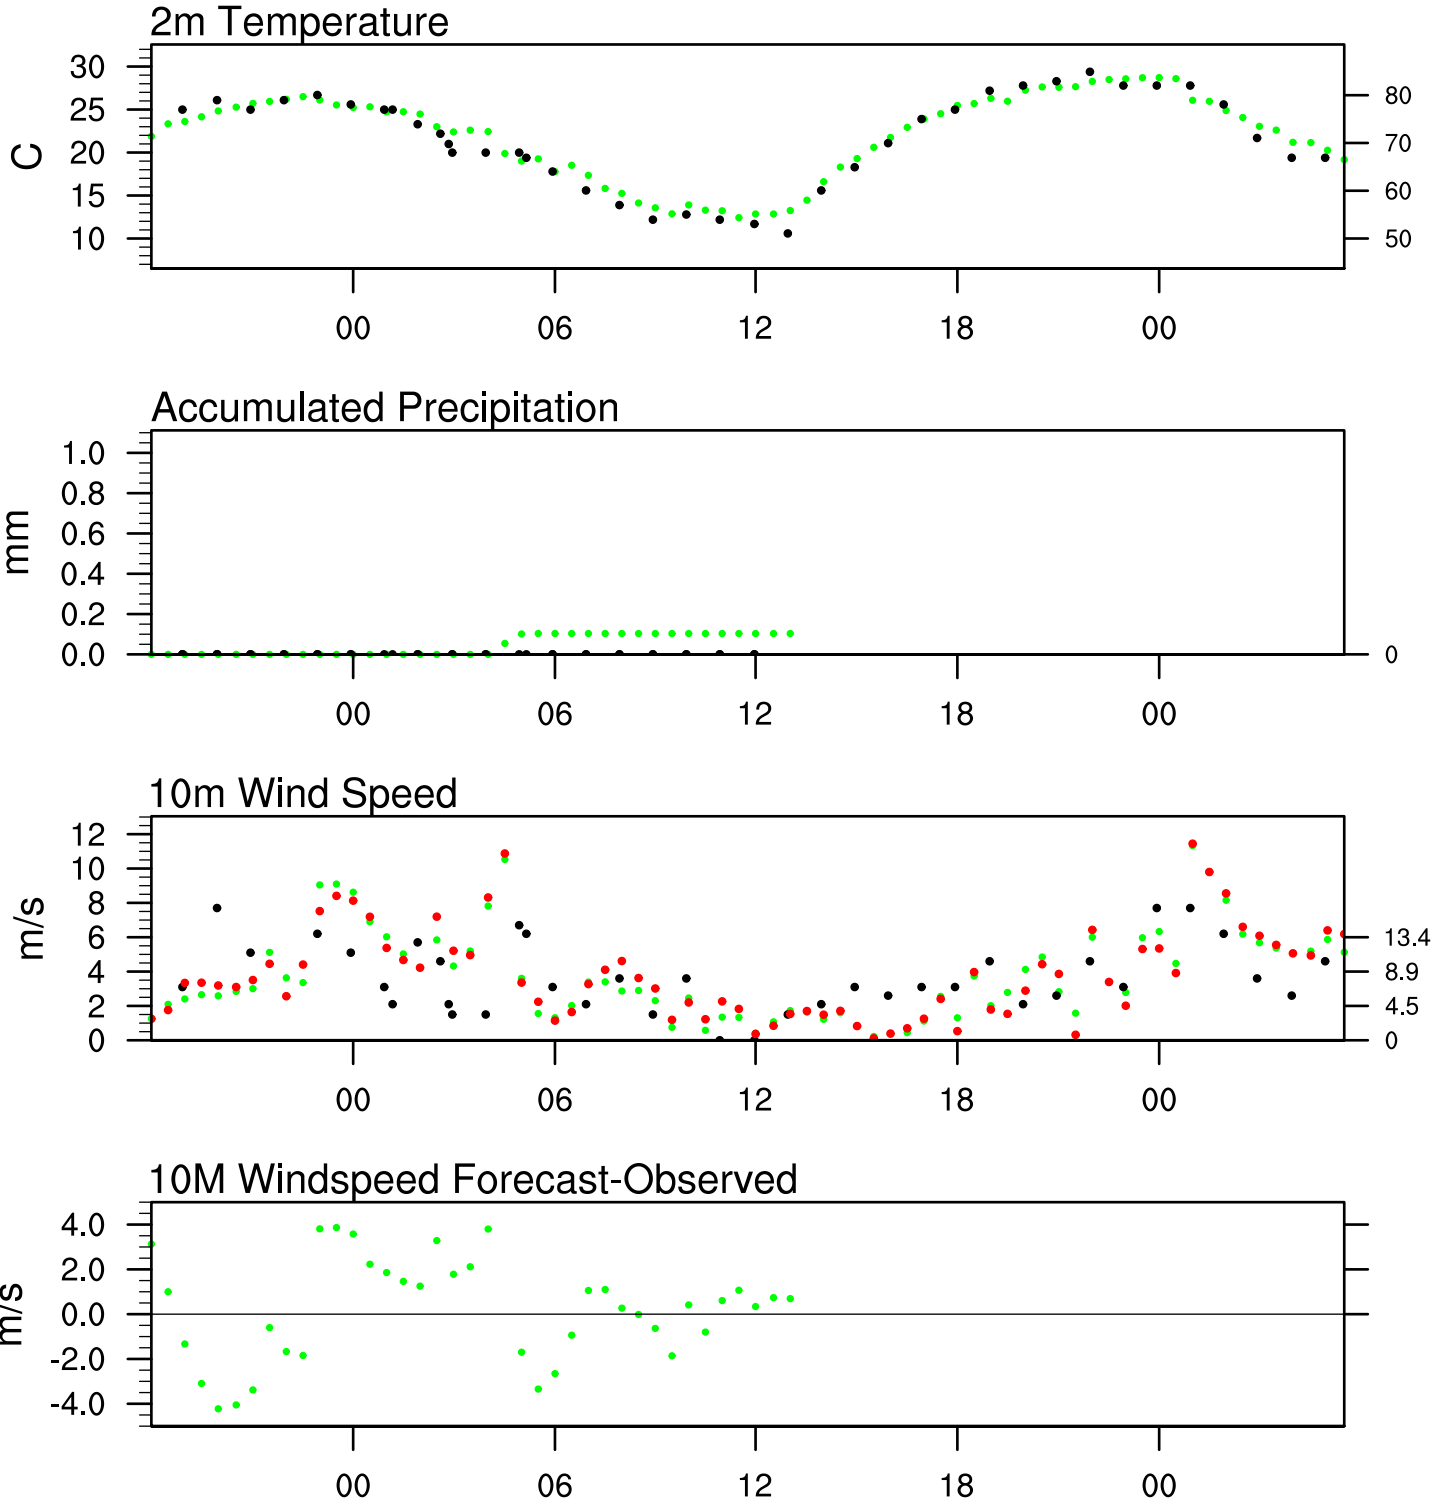 2m Temperature
30
25
20
15
10
C
80
70
60
50
00 06 12 18 00
Accumulated Precipitation
1.0
0.8
0.6
0.4
0.2
0.0
mm
0
00 06 12 18 00
10m Wind Speed
12
10
8
6
4
2
0
m/s
13.4
8.9
4.5
0
00 06 12 18 00
10M Windspeed Forecast-Observed
4.0
2.0
0.0
-2.0
-4.0
m/s
00 06 12 18 00